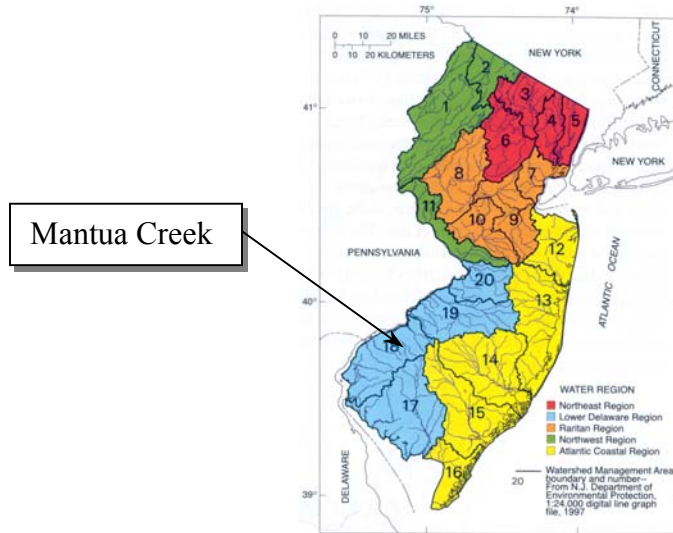 75° 74°
0 10 20 MILES
0 10 20 KILOMETERS
NEW YORK
CONNECTICUT
41°
NEW YORK
2
1
3
4
5
6
8
7
11
10
9
Mantua Creek
PENNSYLVANIA
12
ATLANTIC OCEAN
20
13
40°
19
18
14
17
15
WATER REGION
Northeast Region
Lower Delaware Region
Raritan Region
Northwest Region
Atlantic Coastal Region
16
DELAWARE
39°
20 Watershed Management Area
boundary and number--
From N.J. Department of
Environmental Protection,
1:24,000 digital line graph
file, 1997